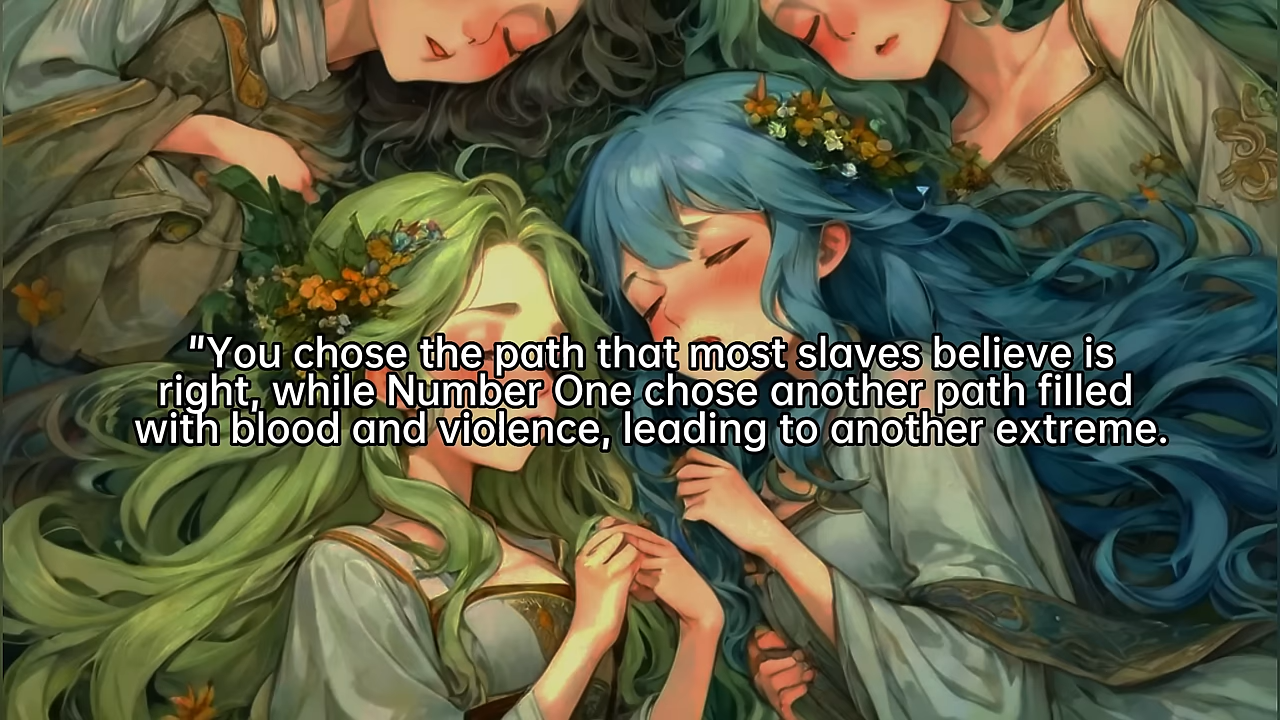 "You chose the path that most slaves believe is
right, while Number One chose another path filled
with blood and violence, leading to another extreme.